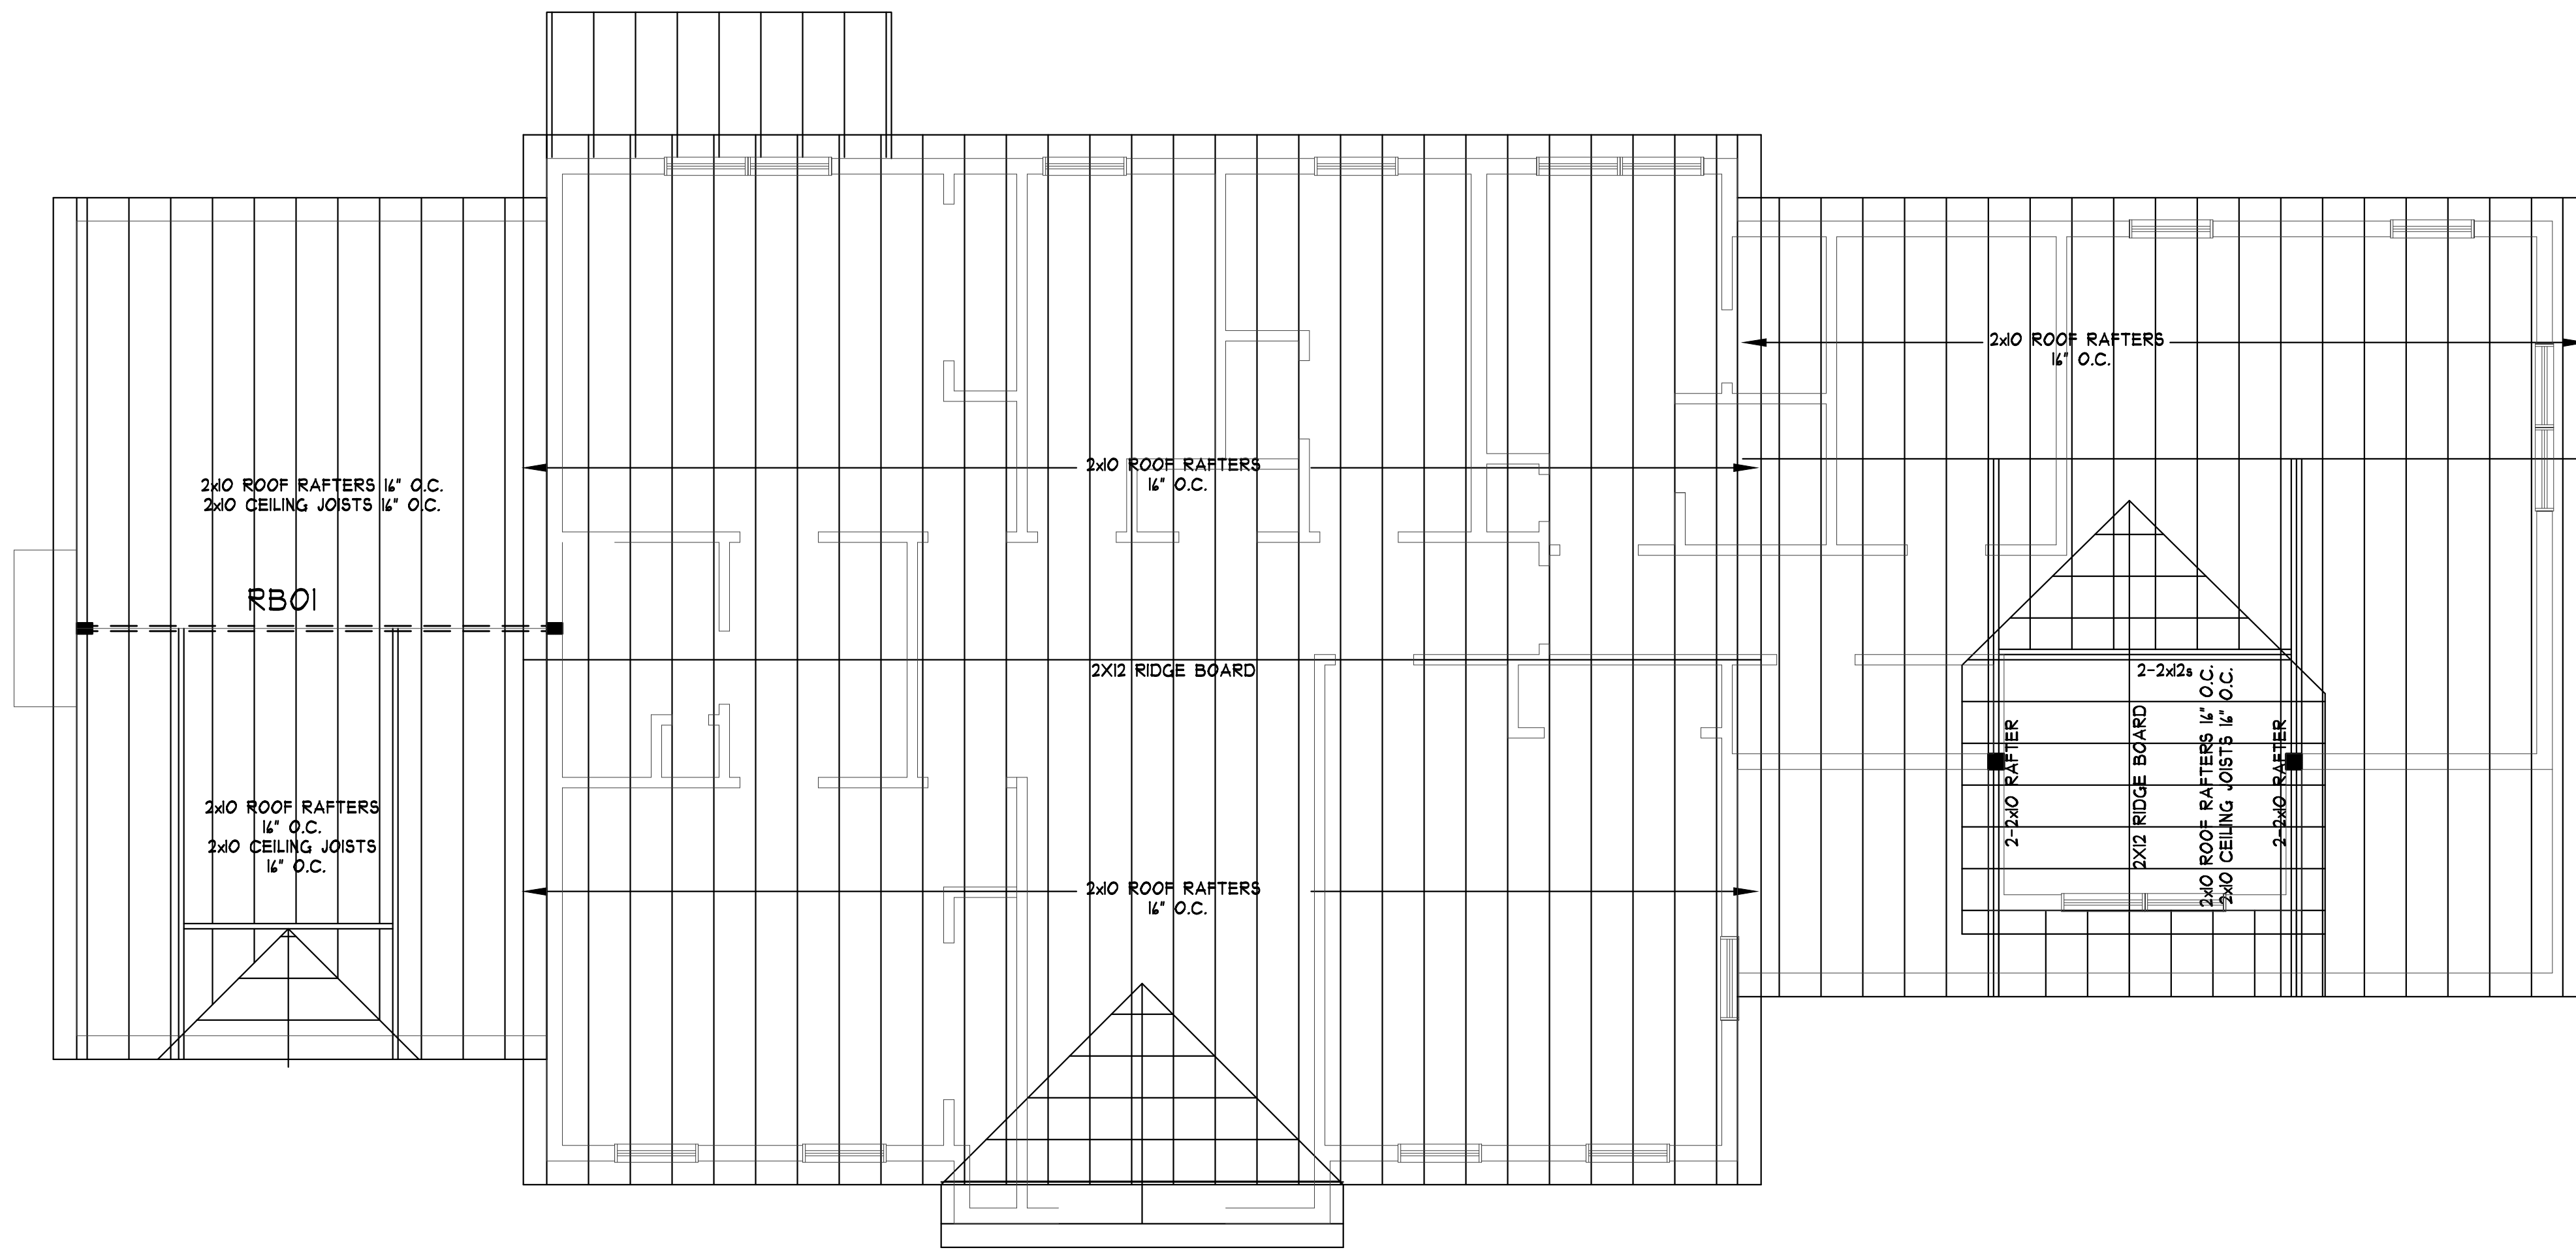 2x10 ROOF RAFTERS
16" O.C.
2x10 ROOF RAFTERS
16" O.C.
2x10 ROOF RAFTERS 16" O.C.
2x10 CEILING JOISTS 16" O.C.
RB01
2X12 RIDGE BOARD
2-2x12s
2-2x10 RAFTER
2X12 RIDGE BOARD
2x10 ROOF RAFTERS 16" O.C.
2x10 CEILING JOISTS 16" O.C.
2-2x10 RAFTER
2x10 ROOF RAFTERS
16" O.C.
2x10 CEILING JOISTS
16" O.C.
2x10 ROOF RAFTERS
16" O.C.